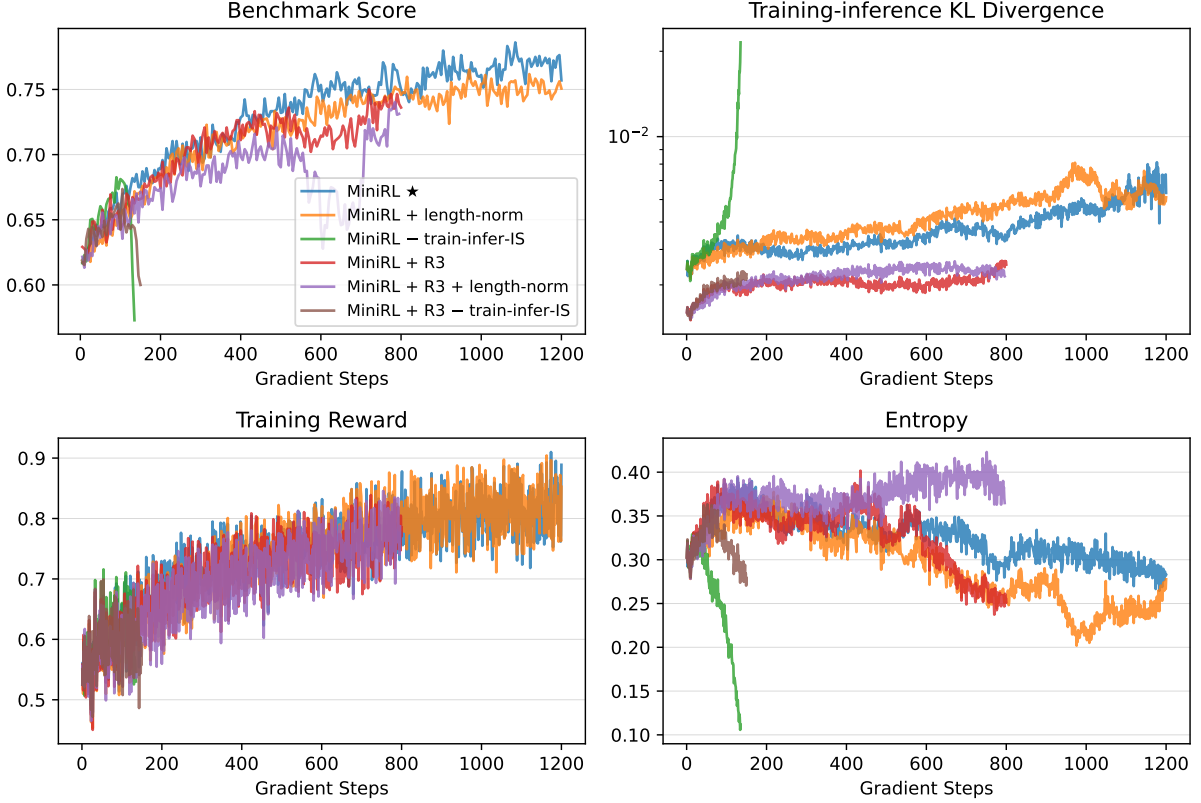 Benchmark Score
0.75
0.70
0.65
0.60
MiniRL ★
MiniRL + length-norm
MiniRL − train-infer-IS
MiniRL + R3
MiniRL + R3 + length-norm
MiniRL + R3 − train-infer-IS
0 200 400 600 800 1000 1200
Gradient Steps
Training-inference KL Divergence
10⁻²
0 200 400 600 800 1000 1200
Gradient Steps
Training Reward
0.9
0.8
0.7
0.6
0.5
0 200 400 600 800 1000 1200
Gradient Steps
Entropy
0.40
0.35
0.30
0.25
0.20
0.15
0.10
0 200 400 600 800 1000 1200
Gradient Steps